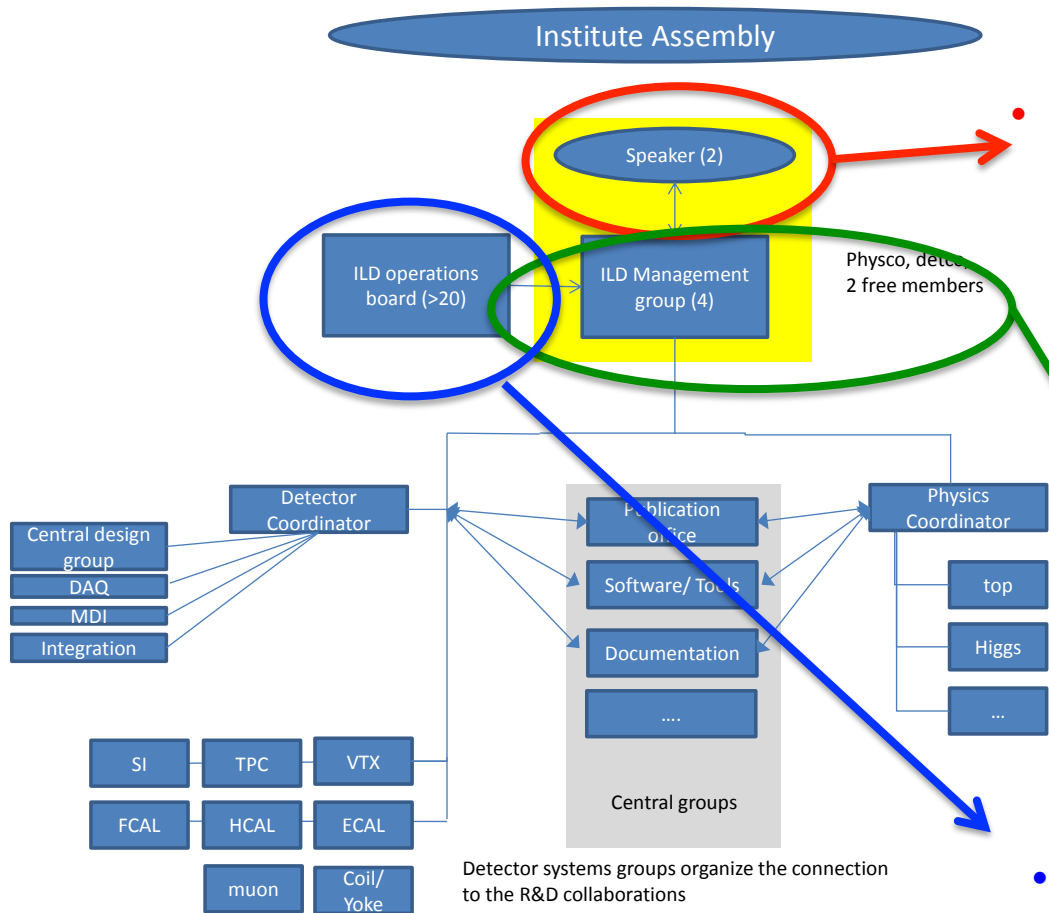 Institute Assembly
Speaker (2)
ILD operations
board (>20)
ILD Management
group (4)
Physco, detco,
2 free members
Detector
Coordinator
Publication
office
Physics
Coordinator
Central design
group
DAQ
MDI
Integration
Software/ Tools
Documentation
....
top
Higgs
...
SI
TPC
VTX
FCAL
HCAL
ECAL
muon
Coil/
Yoke
Central groups
Detector systems groups organize the connection
to the R&D collaborations